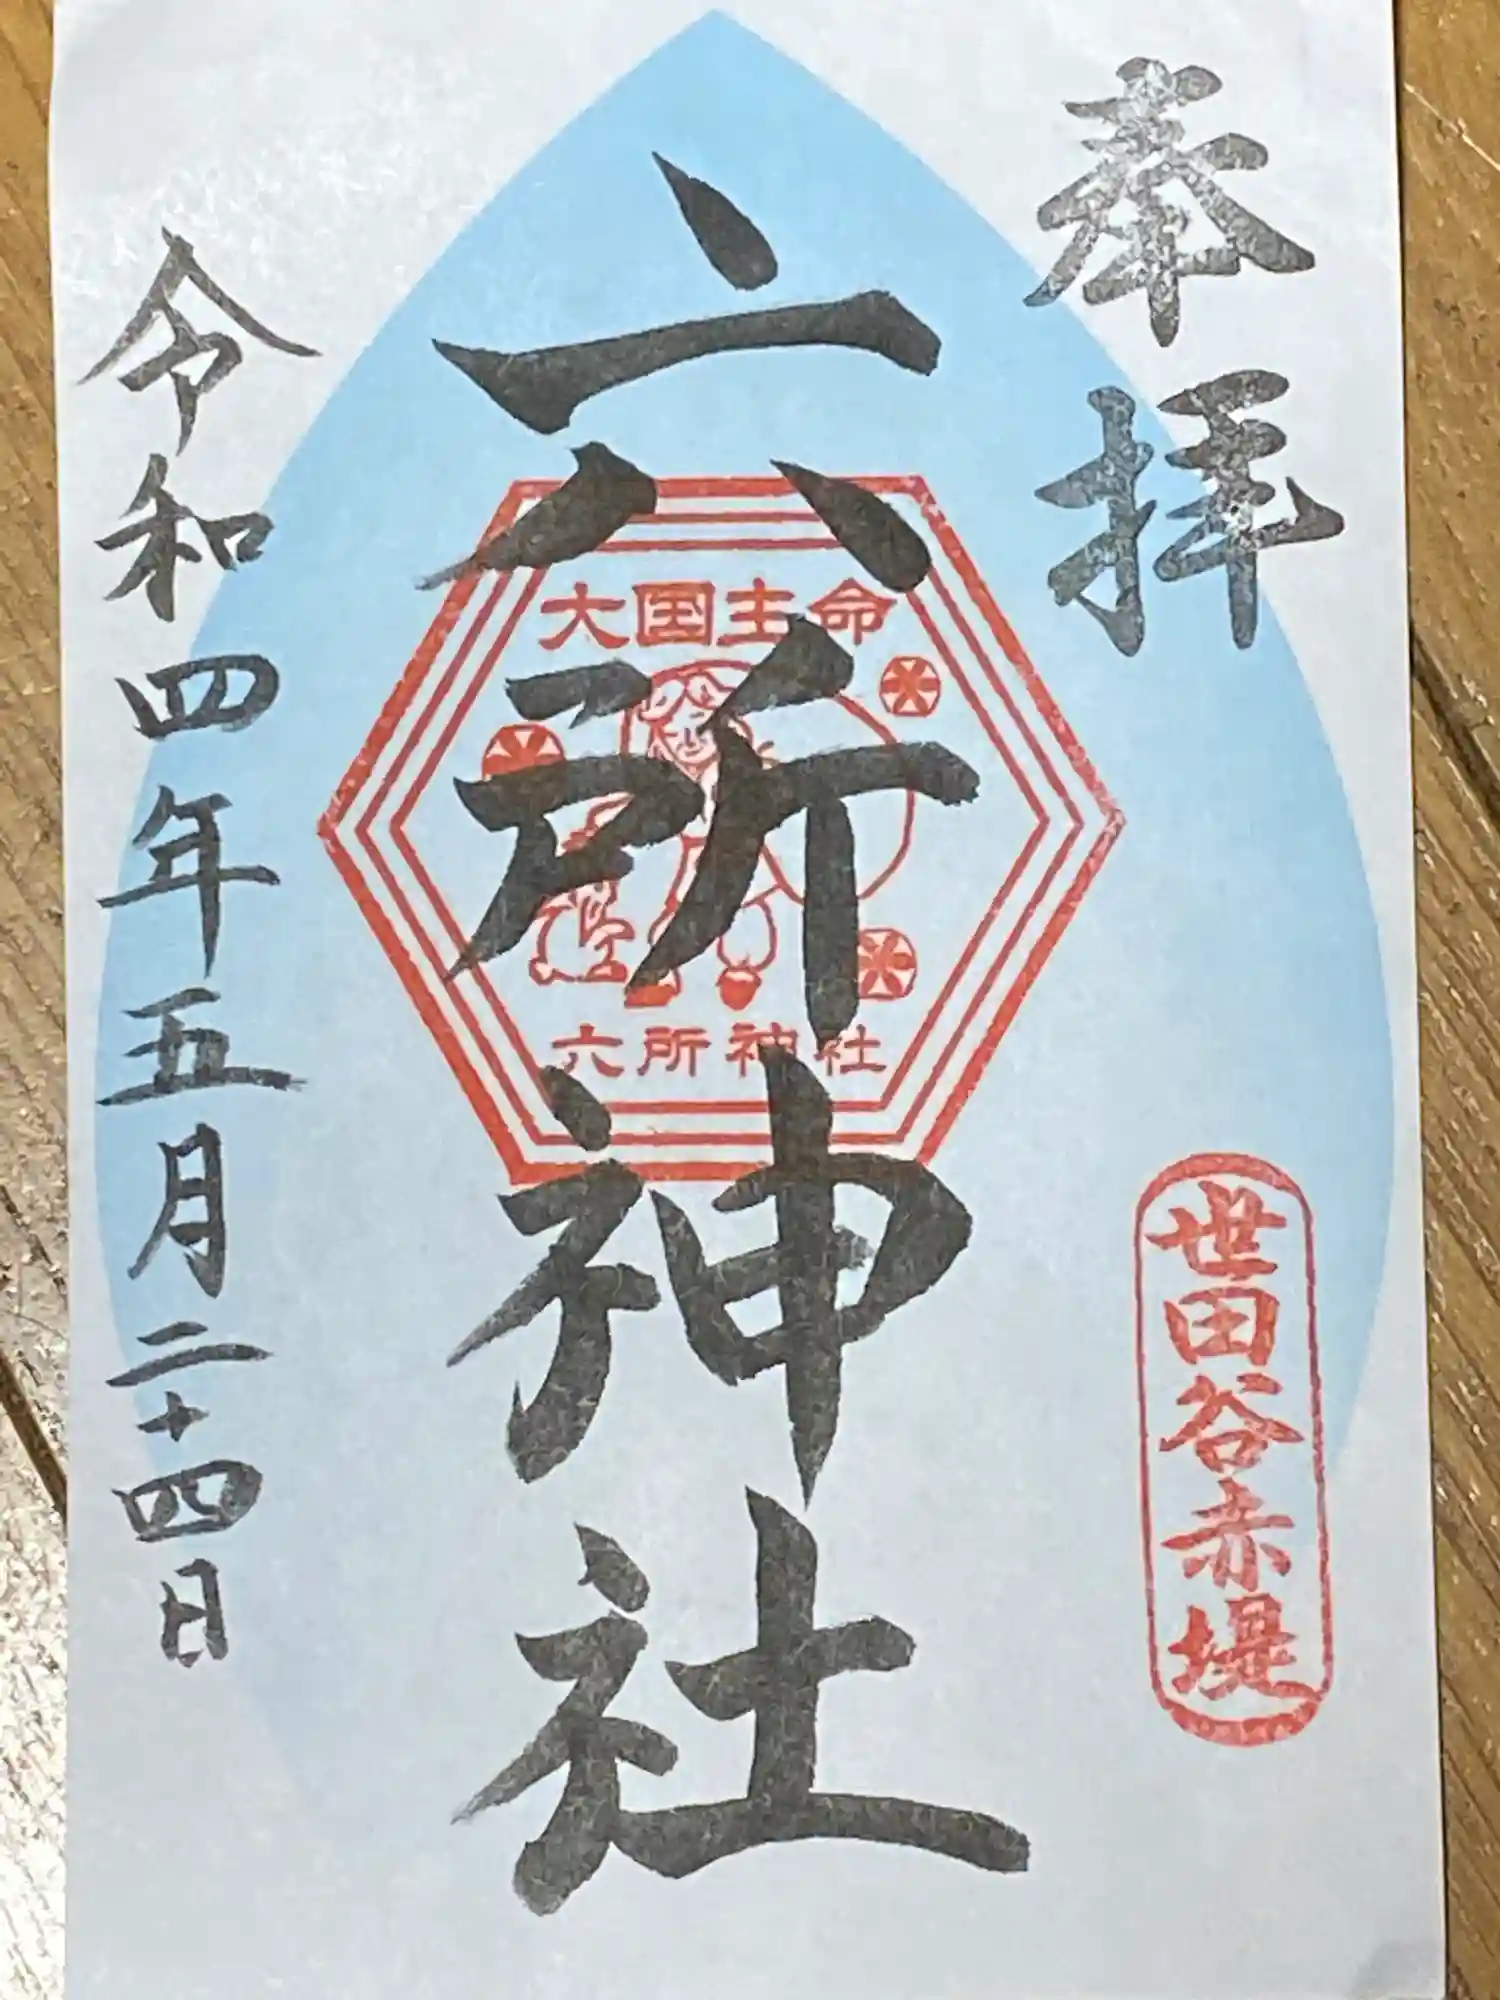 奉拝
世田谷赤堤
六所神社
大国主命
六所神社
令和四年五月二十四日